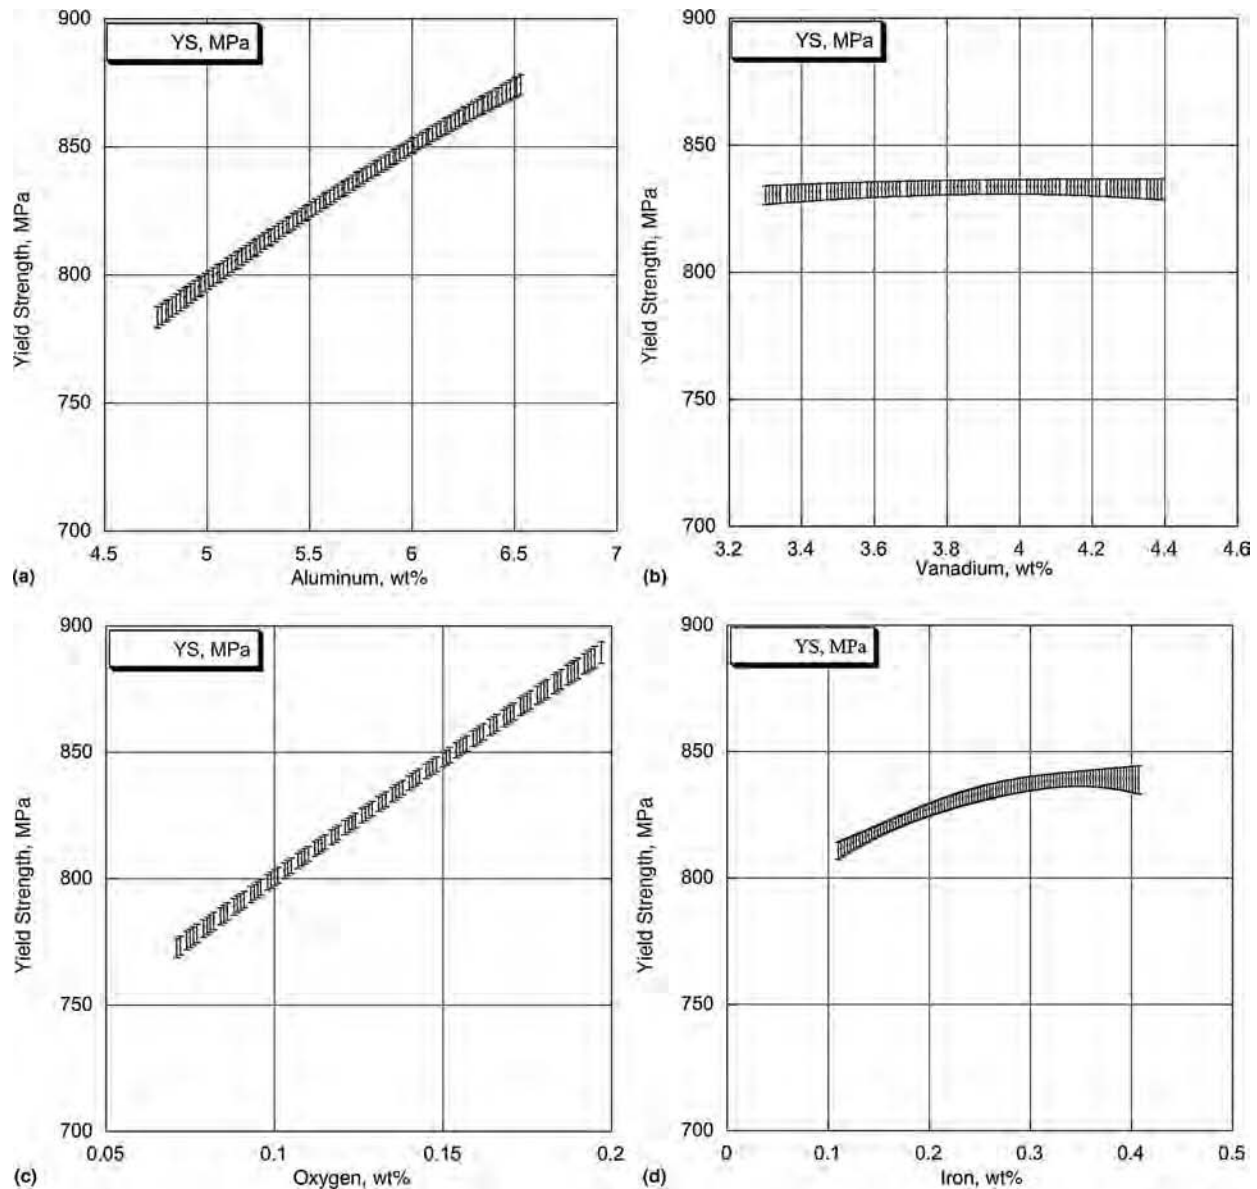 900
850
800
750
700
Yield Strength, MPa
YS, MPa
4.5 5 5.5 6 6.5 7
(a) Aluminum, wt%
900
850
800
750
700
Yield Strength, MPa
YS, MPa
3.2 3.4 3.6 3.8 4 4.2 4.4 4.6
(b) Vanadium, wt%
900
850
800
750
700
Yield Strength, MPa
YS, MPa
0.05 0.1 0.15 0.2
(c) Oxygen, wt%
900
850
800
750
700
Yield Strength, MPa
YS, MPa
0 0.1 0.2 0.3 0.4 0.5
(d) Iron, wt%